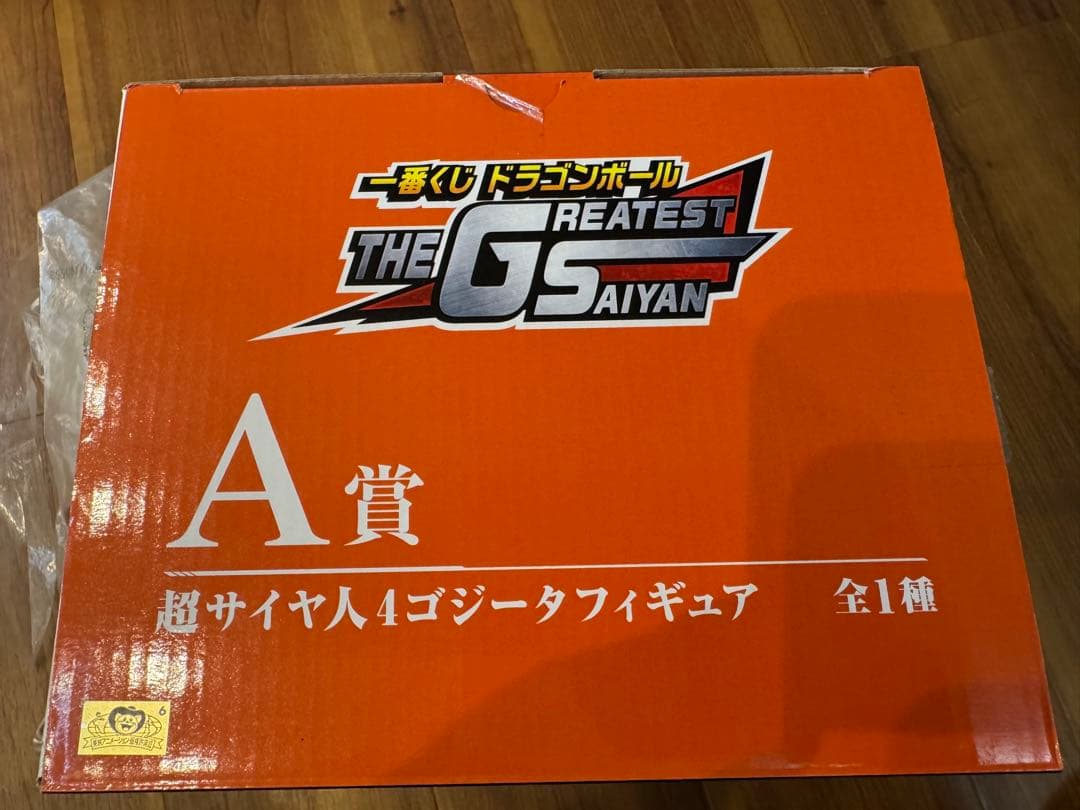 一番くじ ドラゴンボール
THE GREATEST
SAIYAN
A賞
超サイヤ人4ゴジータフィギュア 全1種
6